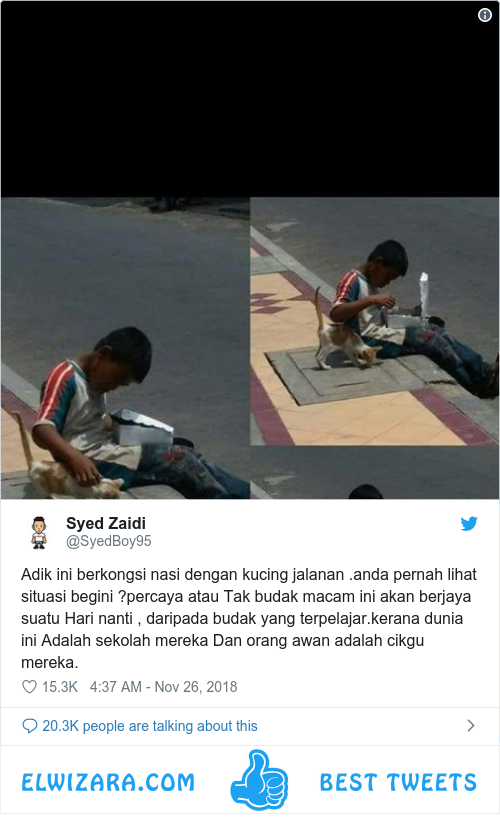 Syed Zaidi
@SyedBoy95
Adik ini berkongsi nasi dengan kucing jalanan .anda pernah lihat
situasi begini ?percaya atau Tak budak macam ini akan berjaya
suatu Hari nanti , daripada budak yang terpelajar.kerana dunia
ini Adalah sekolah mereka Dan orang awan adalah cikgu
mereka.
15.3K 4:37 AM - Nov 26, 2018
20.3K people are talking about this
ELWIZARA.COM BEST TWEETS